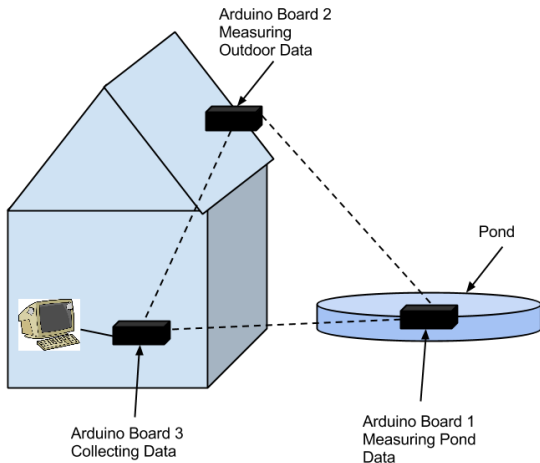 Arduino Board 2
Measuring
Outdoor Data
Pond
Arduino Board 3
Collecting Data
Arduino Board 1
Measuring Pond
Data